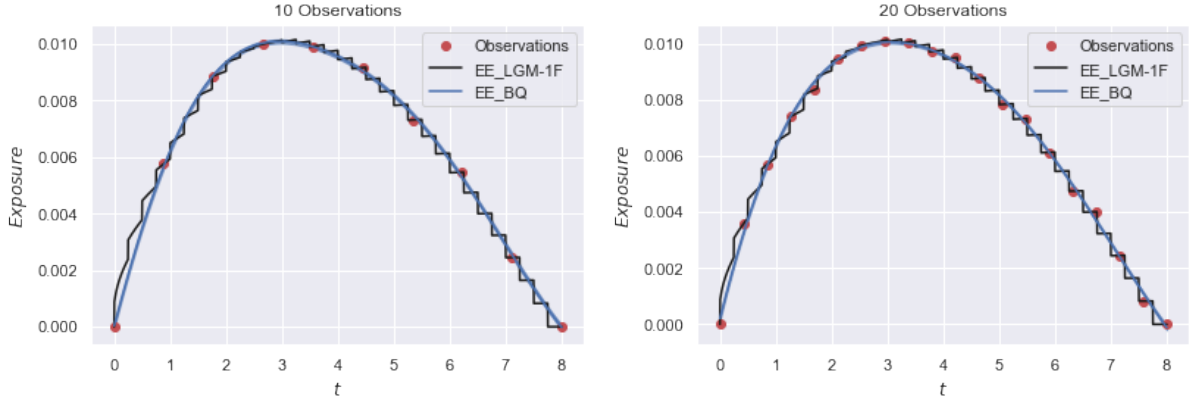 10 Observations
Exposure
0.010
0.008
0.006
0.004
0.002
0.000
Observations
EE_LGM-1F
EE_BQ
0 1 2 3 4 5 6 7 8
t
20 Observations
Exposure
0.010
0.008
0.006
0.004
0.002
0.000
Observations
EE_LGM-1F
EE_BQ
0 1 2 3 4 5 6 7 8
t